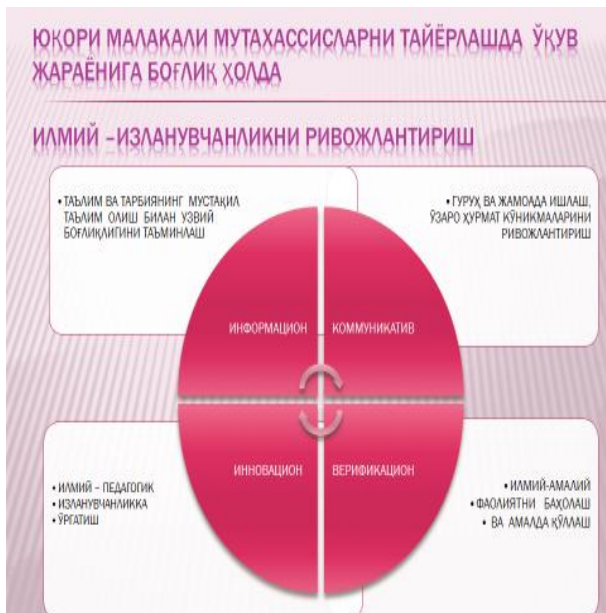 ЮҚОРИ МАЛАКАЛИ МУТАХАССИСЛАРНИ ТАЙЁРЛАШДА ЎҚУВ
ЖАРАЁНИГА БОҒЛИҚ ҲОЛДА
ИЛМИЙ –ИЗЛАНУВЧАНЛИКНИ РИВОЖЛАНТИРИШ
• ТАЪЛИМ ВА ТАРБИЯНИНГ МУСТАҚИЛ
ТАЪЛИМ ОЛИШ БИЛАН УЗВИЙ
БОҒЛИҚЛИГИНИ ТАЪМИНЛАШ
• ГУРУҲ ВА ЖАМОАДА ИШЛАШ,
ЎЗАРО ҲУРМАТ КЎНИКМАЛАРИНИ
РИВОЖЛАНТИРИШ
ИНФОРМАЦИОН
КОММУНИКАТИВ
ИННОВАЦИОН
ВЕРИФИКАЦИОН
• ИЛМИЙ – ПЕДАГОГИК
• ИЗЛАНУВЧАНЛИККА
• ЎРГАТИШ
• ИЛМИЙ-АМАЛИЙ
• ФАОЛИЯТНИ БАҲОЛАШ
• ВА АМАЛДА ҚЎЛЛАШ